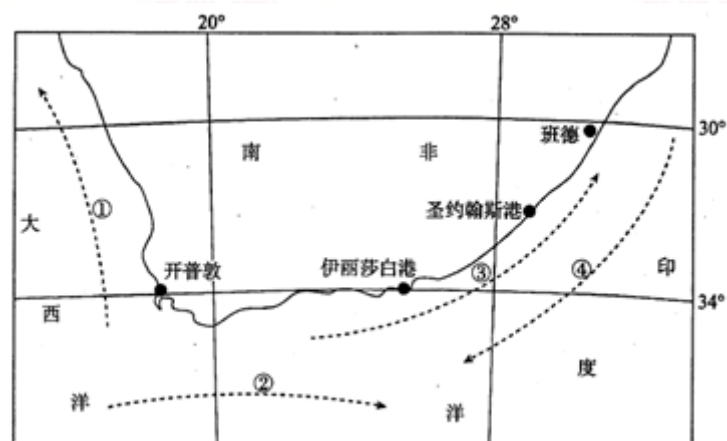 20°
28°
30°
班德
南
非
①
大
圣约翰斯港
开普敦
伊丽莎白港
③
④
印
34°
西
度
②
洋
洋